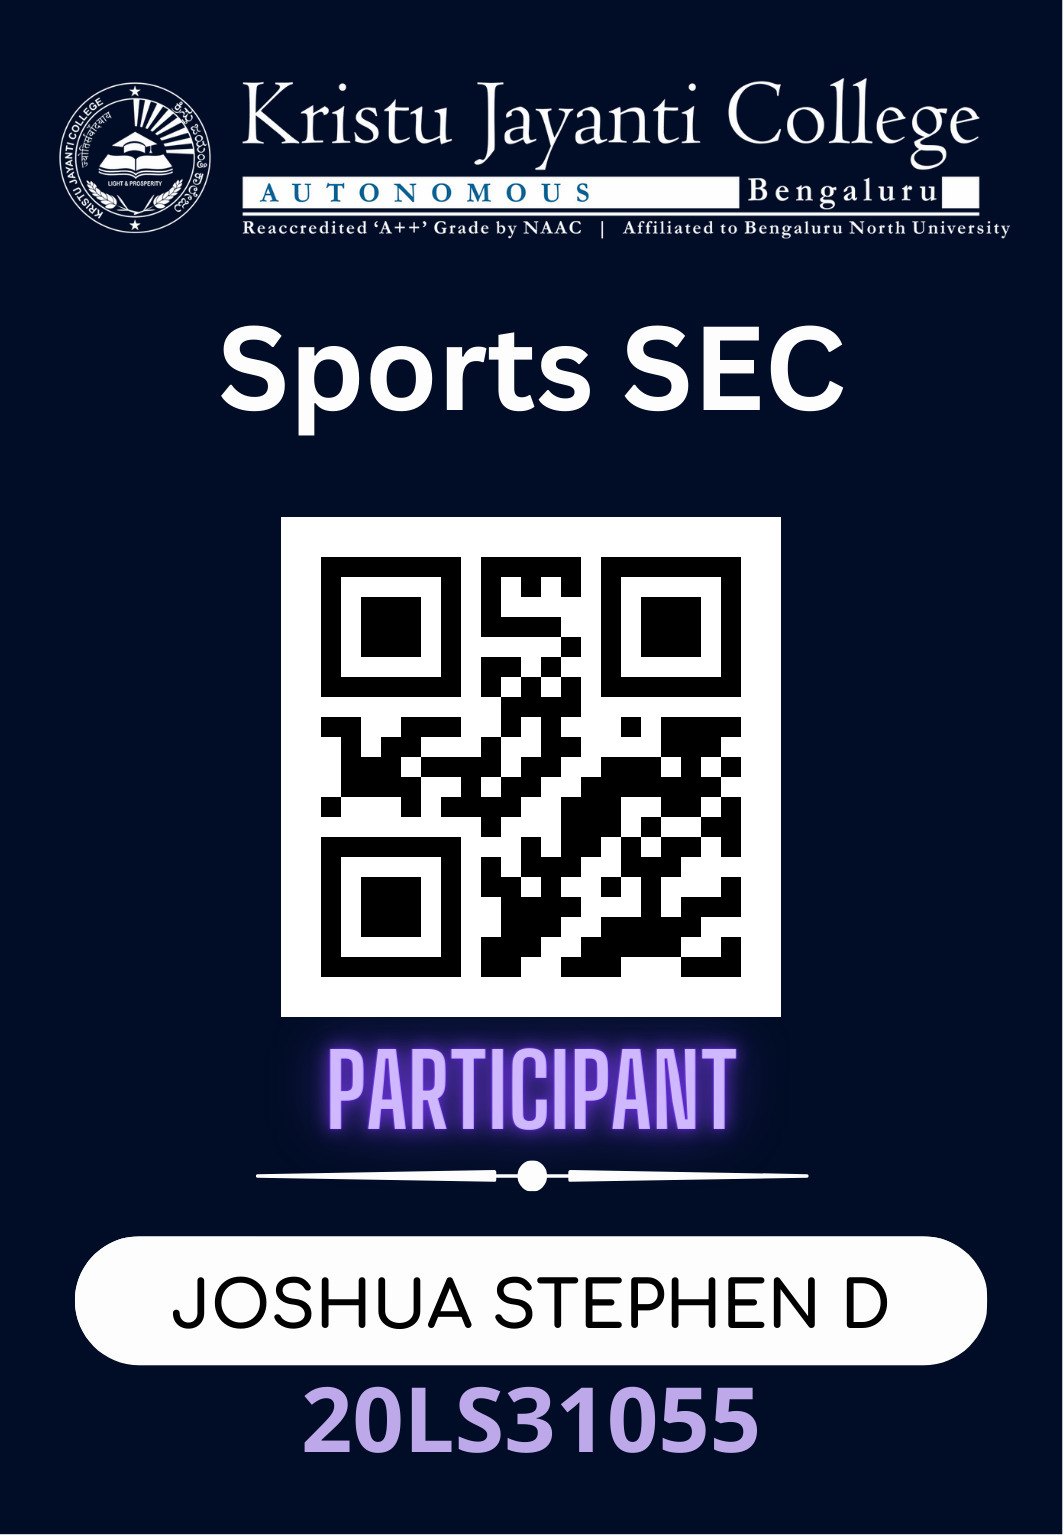 Kristu Jayanti College
AUTONOMOUS Bengaluru
Reaccredited ‘A++’ Grade by NAAC | Affiliated to Bengaluru North University
KRISTU JAYANTI COLLEGE
LIGHT & PROSPERITY
Sports SEC
PARTICIPANT
JOSHUA STEPHEN D
20LS31055